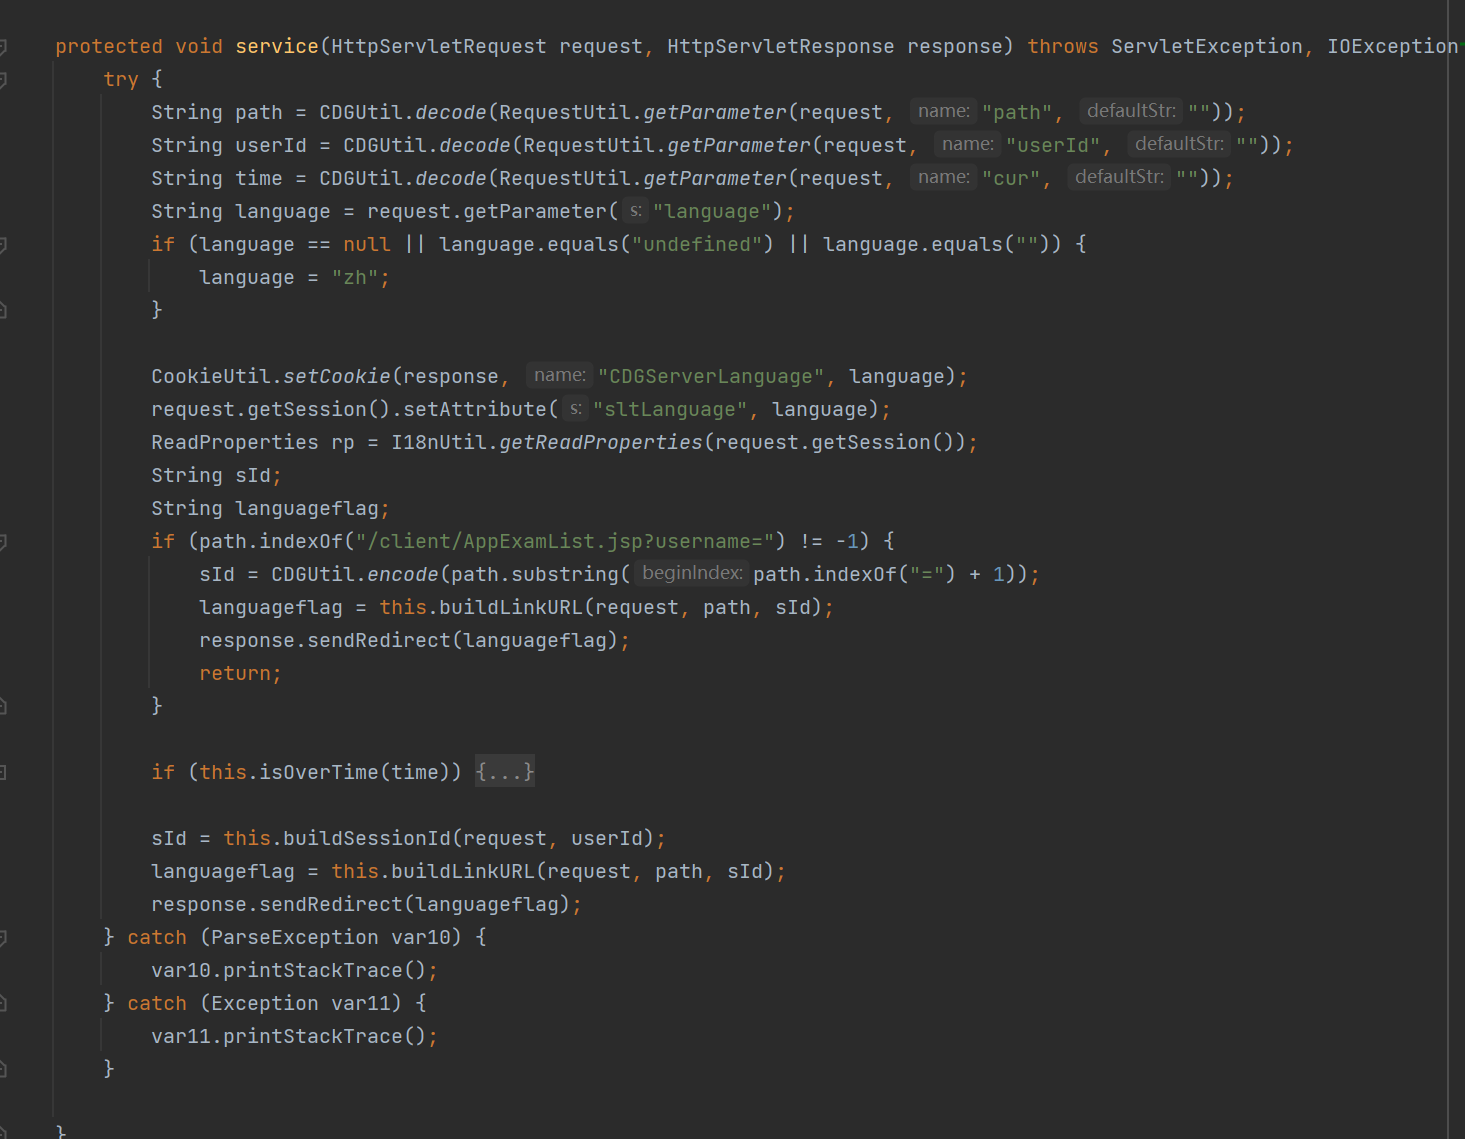 protected void service(HttpServletRequest request, HttpServletResponse response) throws ServletException, IOException
try {
String path = CDGUtil.decode(RequestUtil.getParameter(request, name: "path", defaultStr: ""));
String userId = CDGUtil.decode(RequestUtil.getParameter(request, name: "userId", defaultStr: ""));
String time = CDGUtil.decode(RequestUtil.getParameter(request, name: "cur", defaultStr: ""));
String language = request.getParameter( s: "language");
if (language == null || language.equals("undefined") || language.equals("")) {
language = "zh";
}
CookieUtil.setCookie(response, name: "CDGServerLanguage", language);
request.getSession().setAttribute( s: "sltLanguage", language);
ReadProperties rp = I18nUtil.getReadProperties(request.getSession());
String sId;
String languageflag;
if (path.indexOf("/client/AppExamList.jsp?username=") != -1) {
sId = CDGUtil.encode(path.substring( beginIndex: path.indexOf("=") + 1));
languageflag = this.buildLinkURL(request, path, sId);
response.sendRedirect(languageflag);
return;
}
if (this.isOverTime(time)) {...}
sId = this.buildSessionId(request, userId);
languageflag = this.buildLinkURL(request, path, sId);
response.sendRedirect(languageflag);
} catch (ParseException var10) {
var10.printStackTrace();
} catch (Exception var11) {
var11.printStackTrace();
}
}